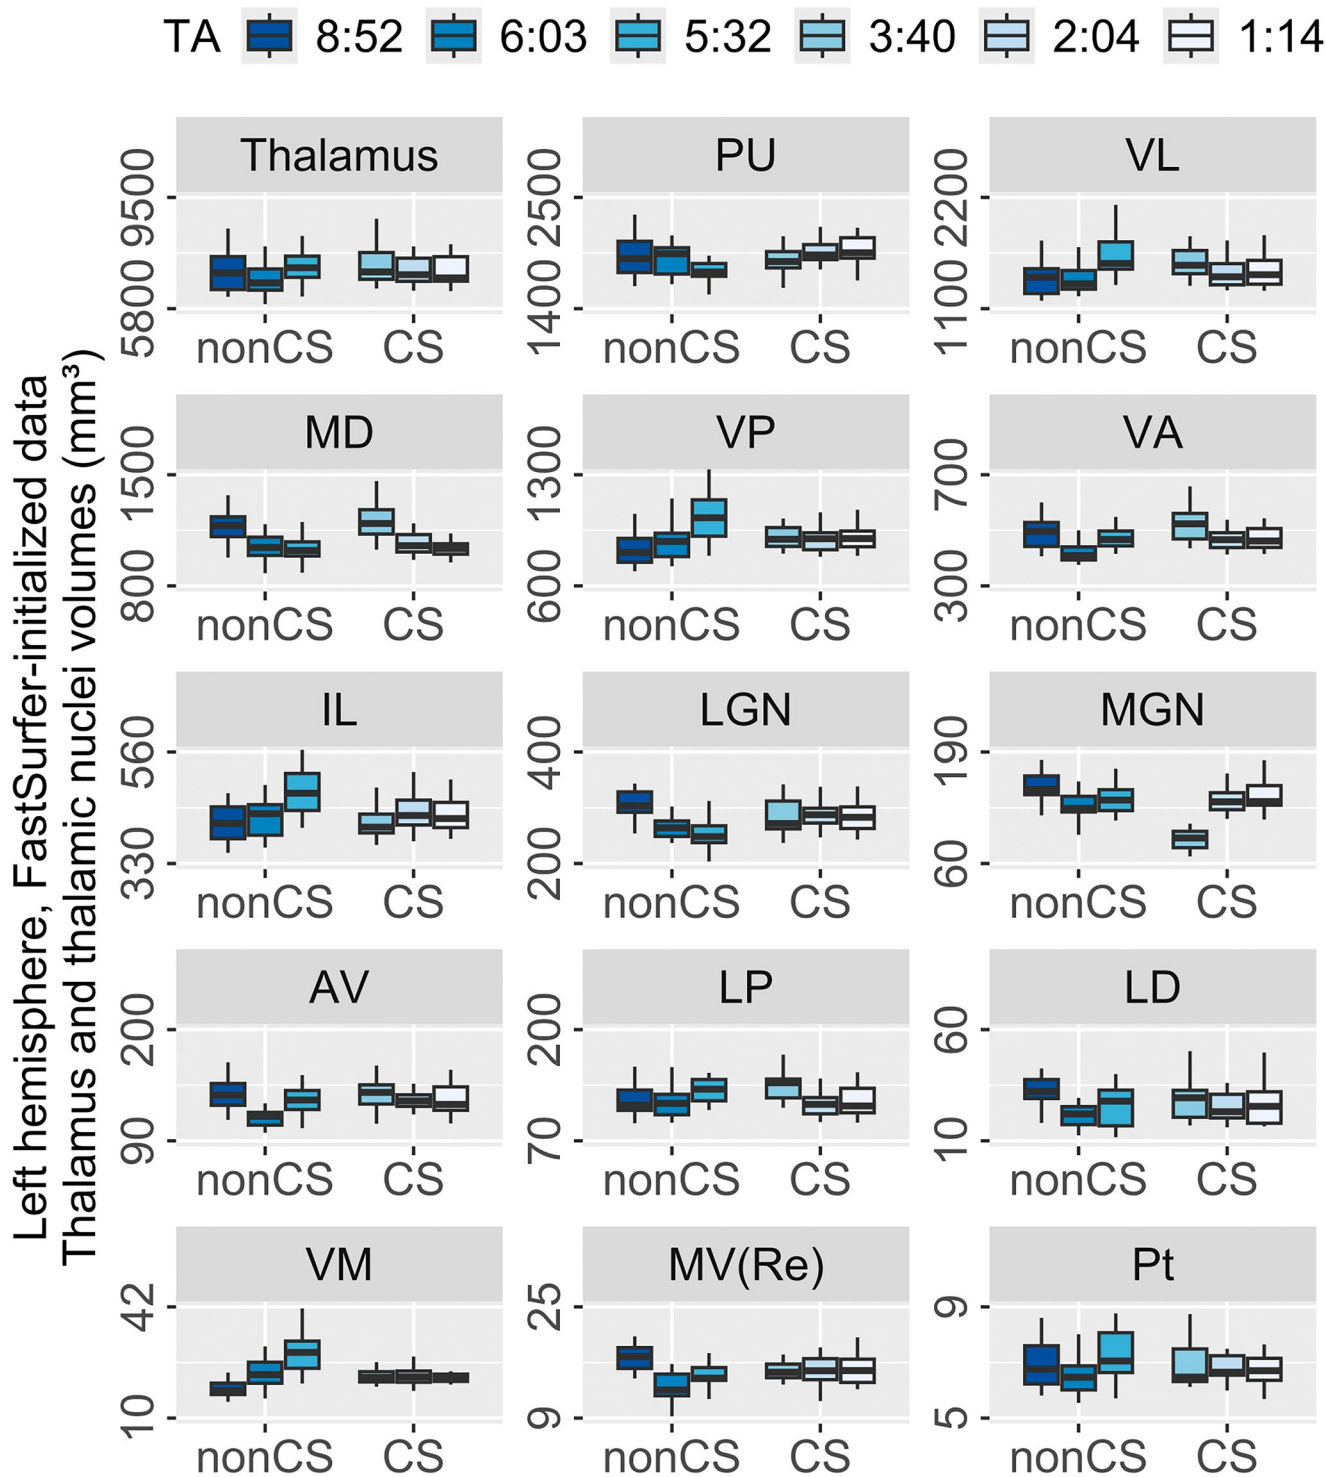 TA 8:52 6:03 5:32 3:40 2:04 1:14
Left hemisphere, FastSurfer-initialized data
Thalamus and thalamic nuclei volumes (mm³)
Thalamus PU VL
9500 2500 2200
5800 1400 1100
nonCS CS nonCS CS nonCS CS
MD VP VA
1500 1300 700
800 600 300
nonCS CS nonCS CS nonCS CS
IL LGN MGN
560 400 190
330 200 60
nonCS CS nonCS CS nonCS CS
AV LP LD
200 200 60
90 70 10
nonCS CS nonCS CS nonCS CS
VM MV(Re) Pt
42 25 9
10 9 5
nonCS CS nonCS CS nonCS CS